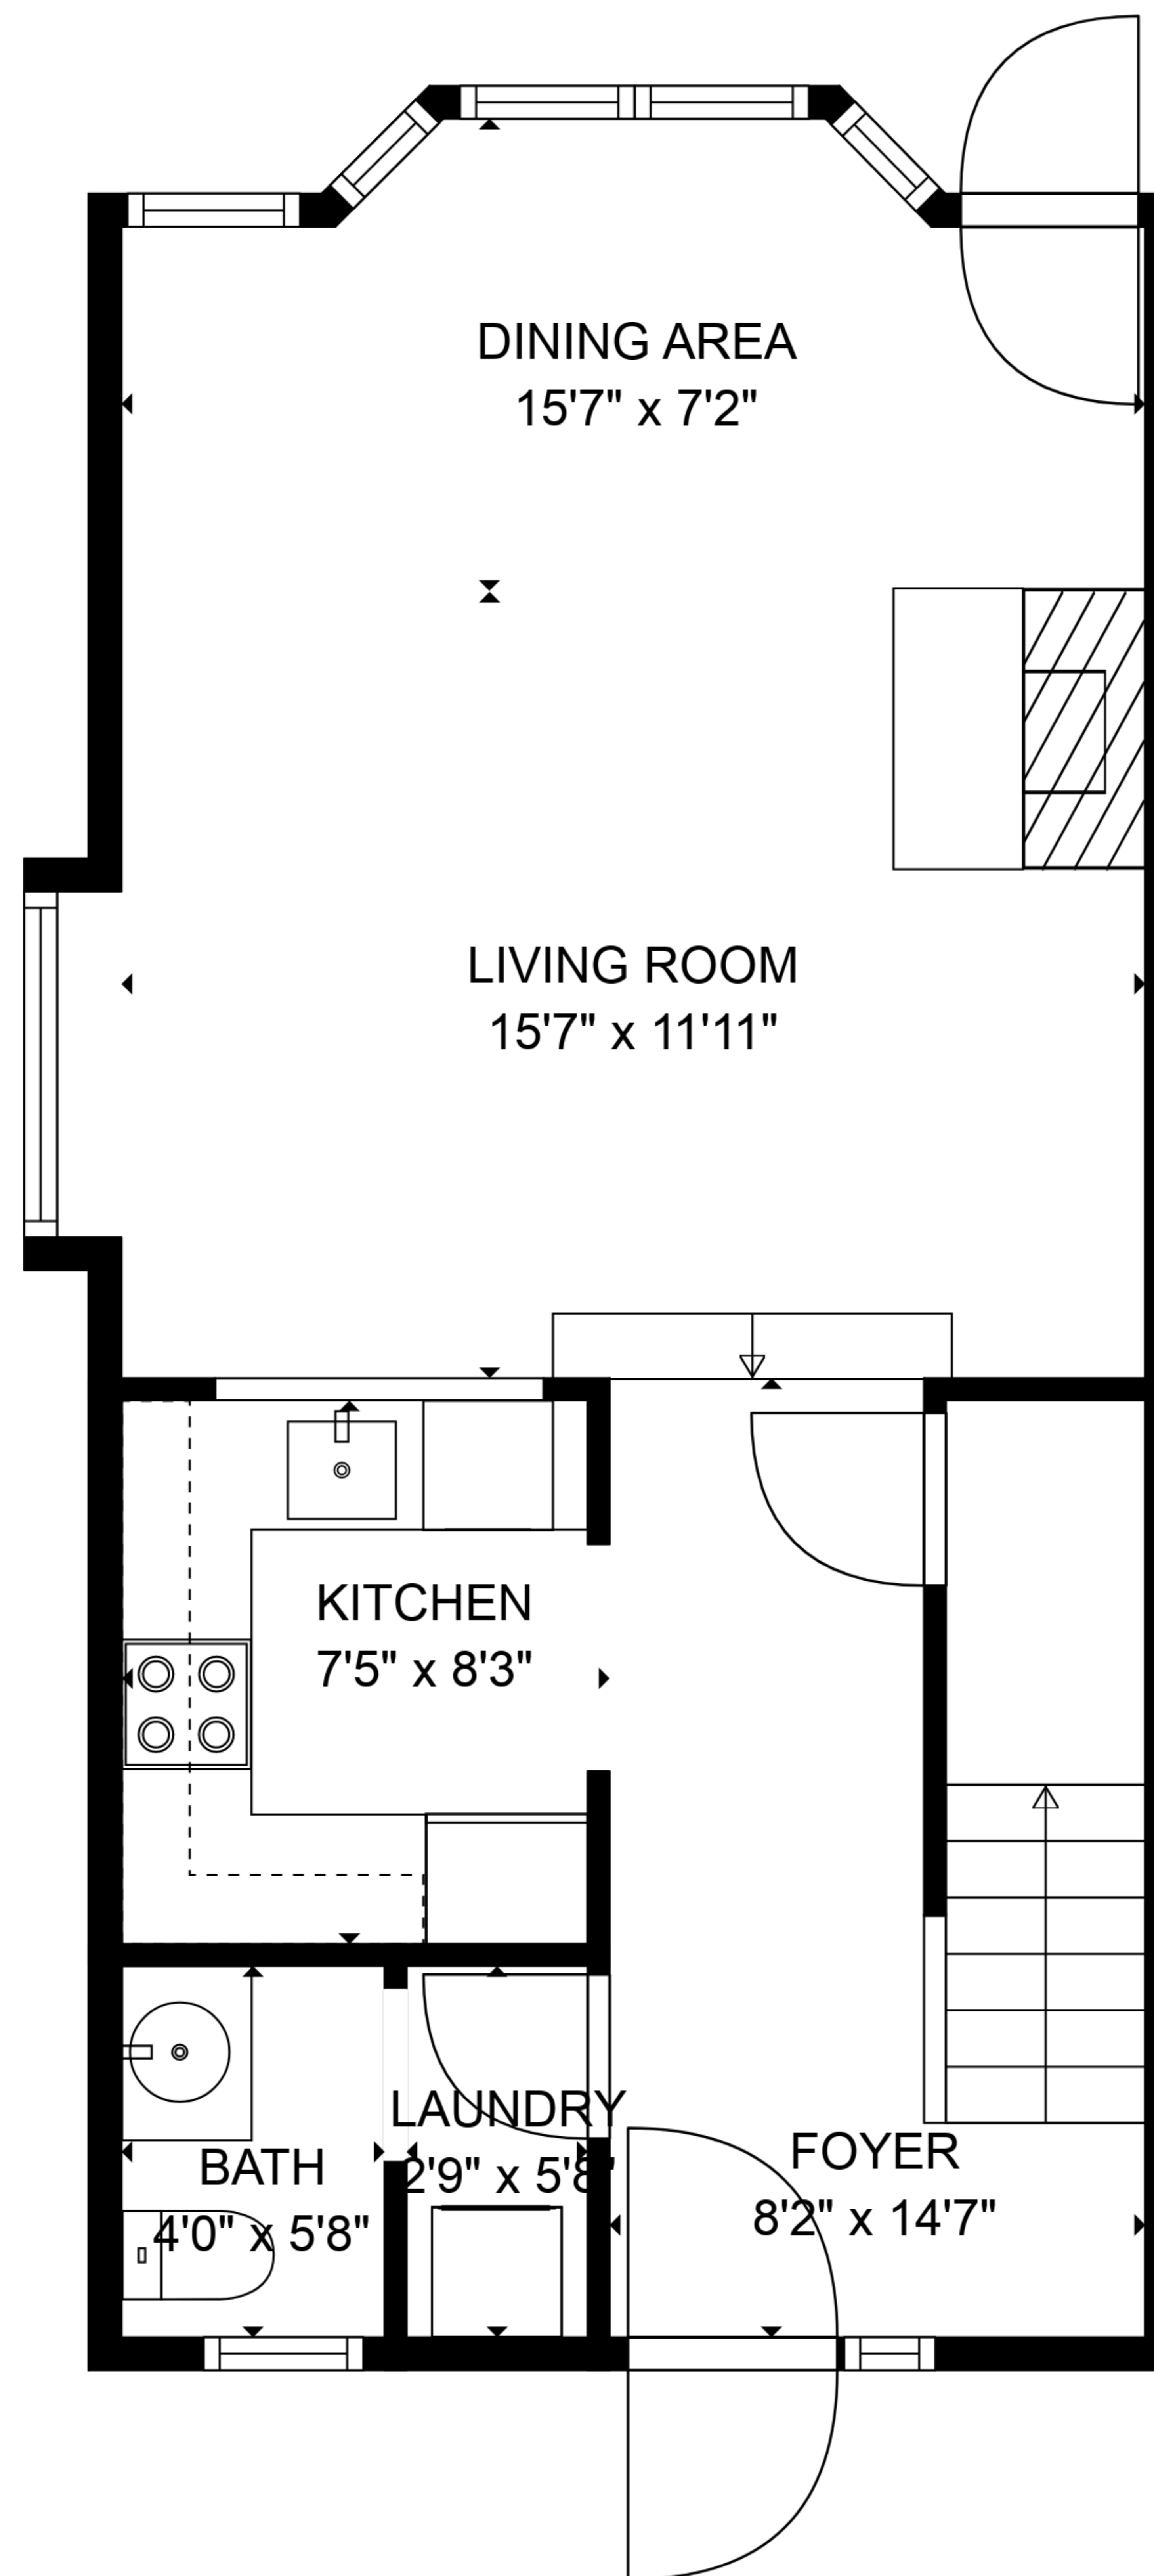 DINING AREA
15'7" x 7'2"
LIVING ROOM
15'7" x 11'11"
KITCHEN
7'5" x 8'3"
LAUNDRY
2'9" x 5'8"
BATH
4'0" x 5'8"
FOYER
8'2" x 14'7"